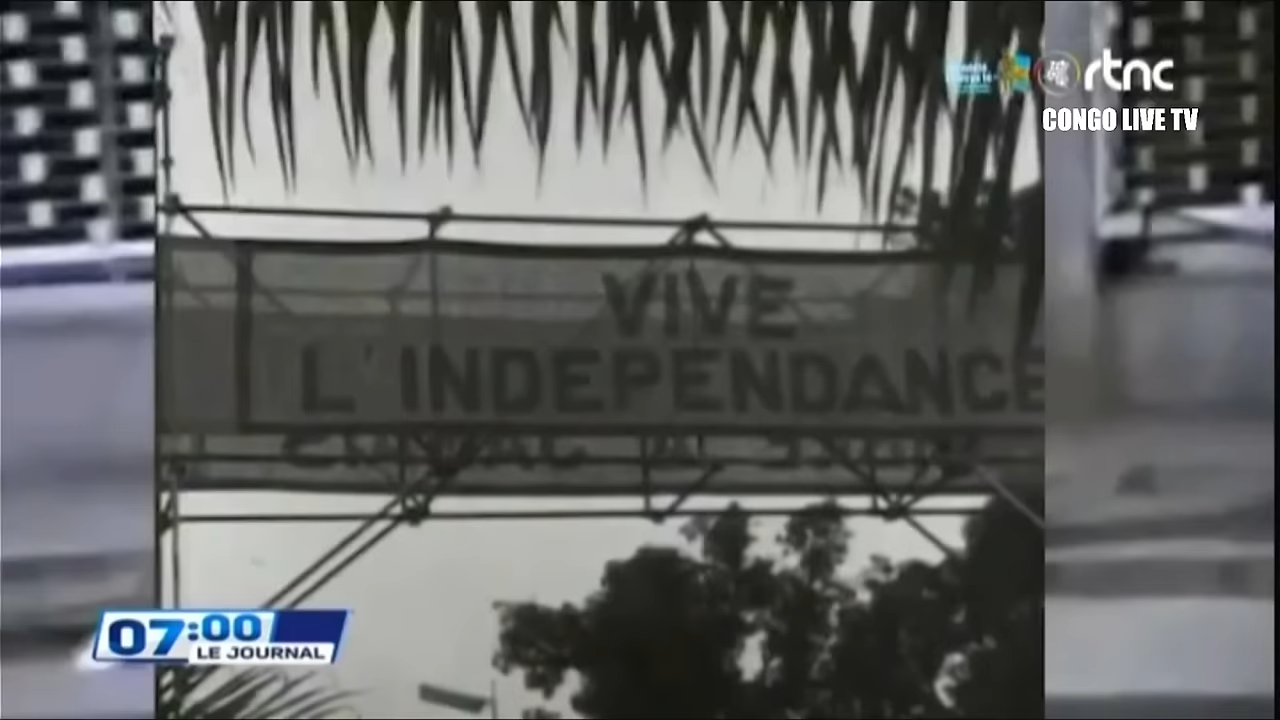 rtnc
CONGO LIVE TV
VIVE
L'INDEPENDANCE
07:00
LE JOURNAL